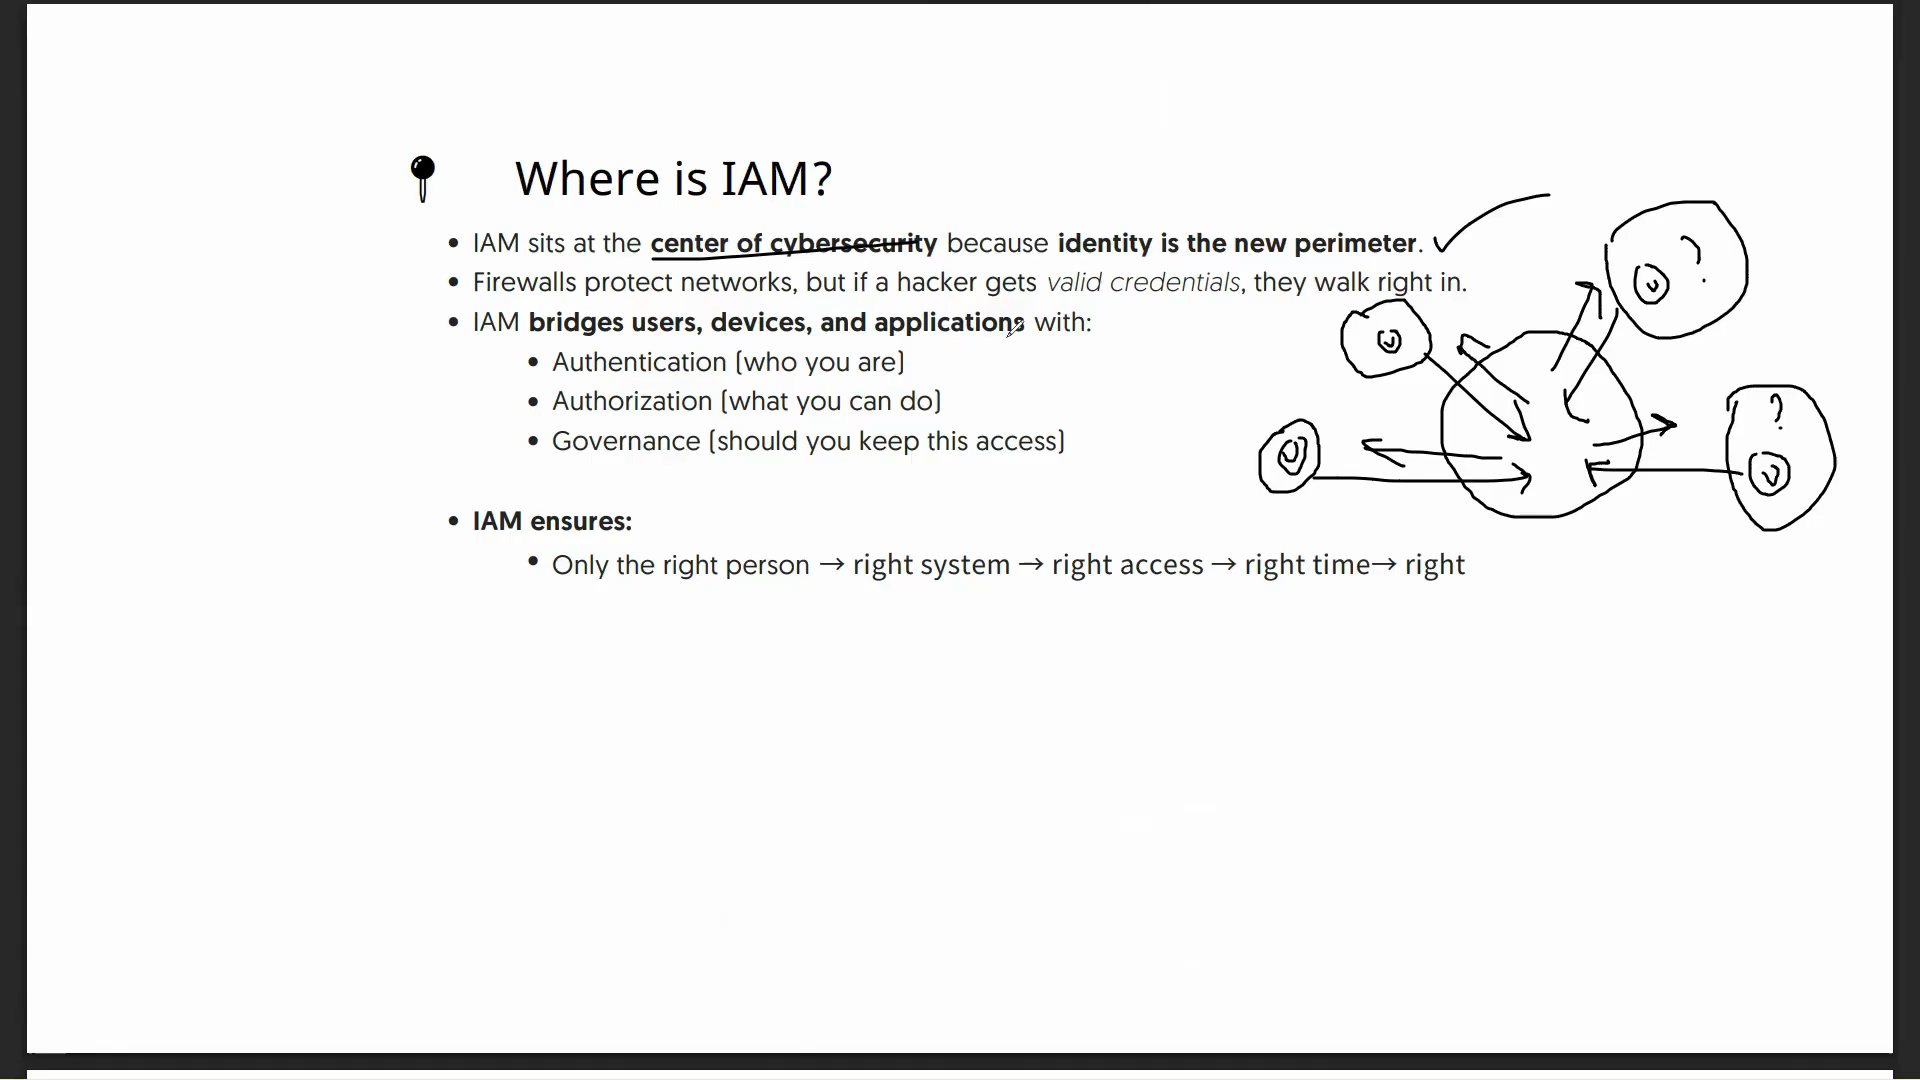 Where is IAM?
• IAM sits at the center of cybersecurity because identity is the new perimeter.
• Firewalls protect networks, but if a hacker gets valid credentials, they walk right in.
• IAM bridges users, devices, and applications with:
• Authentication (who you are)
• Authorization (what you can do)
• Governance (should you keep this access)
• IAM ensures:
• Only the right person → right system → right access → right time→ right
?
?